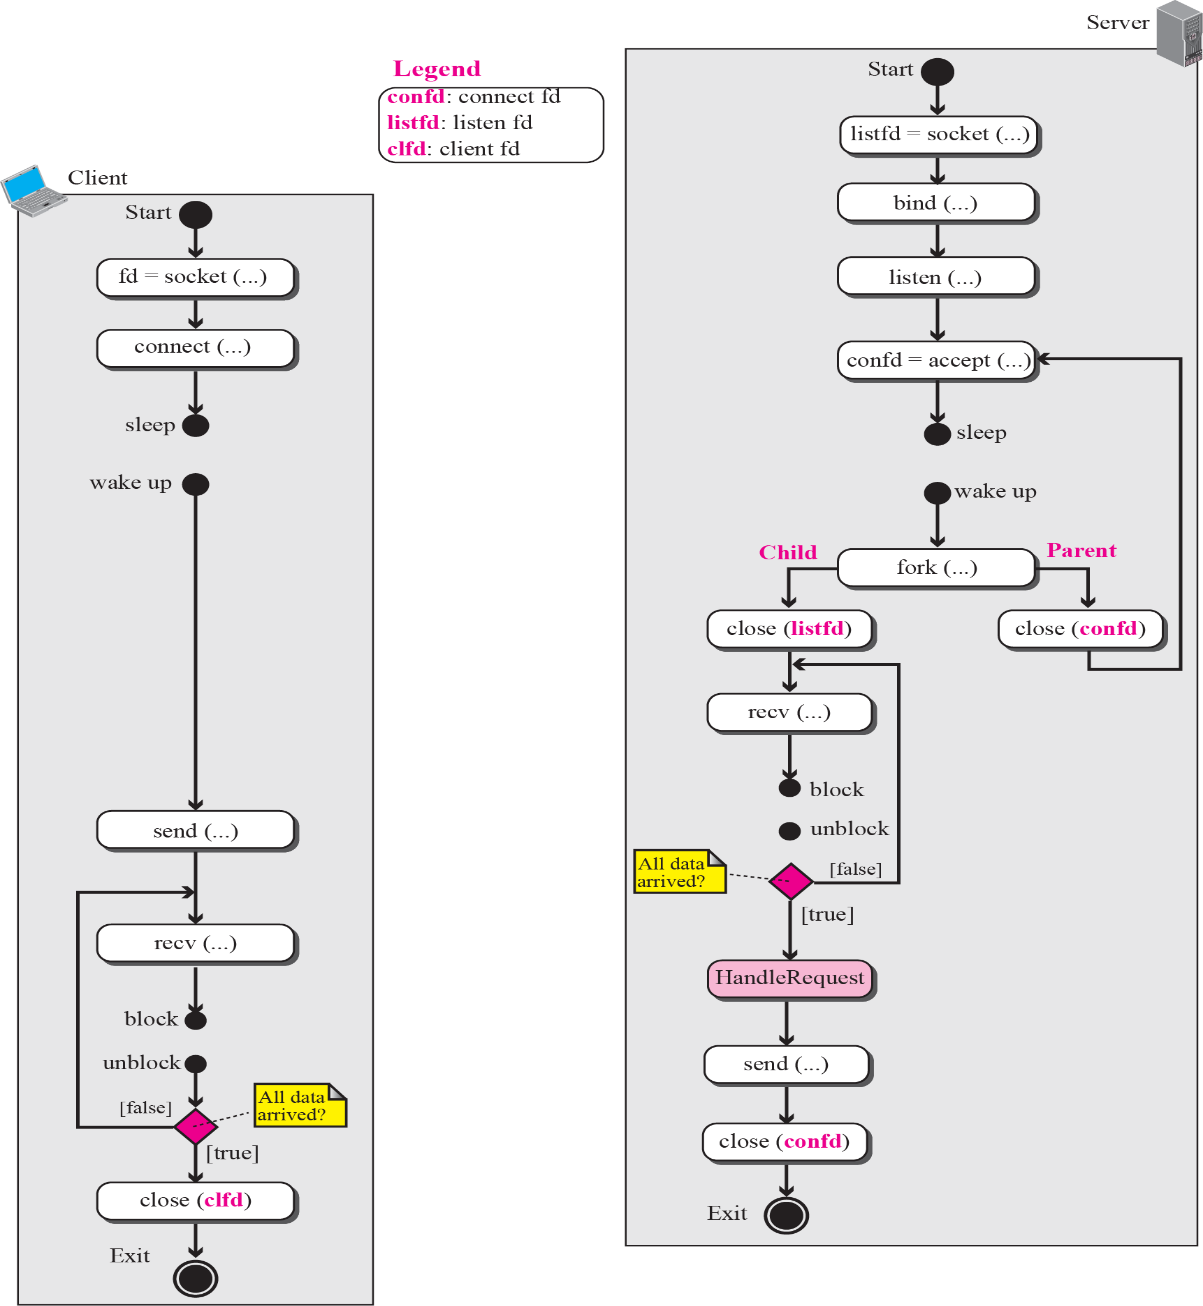 Legend
confd: connect fd
listfd: listen fd
clfd: client fd
Client
Start
fd = socket (...)
connect (...)
sleep
wake up
send (...)
recv (...)
block
unblock
[false]
All data
arrived?
[true]
close (clfd)
Exit
Server
Start
listfd = socket (...)
bind (...)
listen (...)
confd = accept (...)
sleep
wake up
Child
Parent
fork (...)
close (listfd)
close (confd)
recv (...)
block
unblock
All data
arrived?
[false]
[true]
HandleRequest
send (...)
close (confd)
Exit